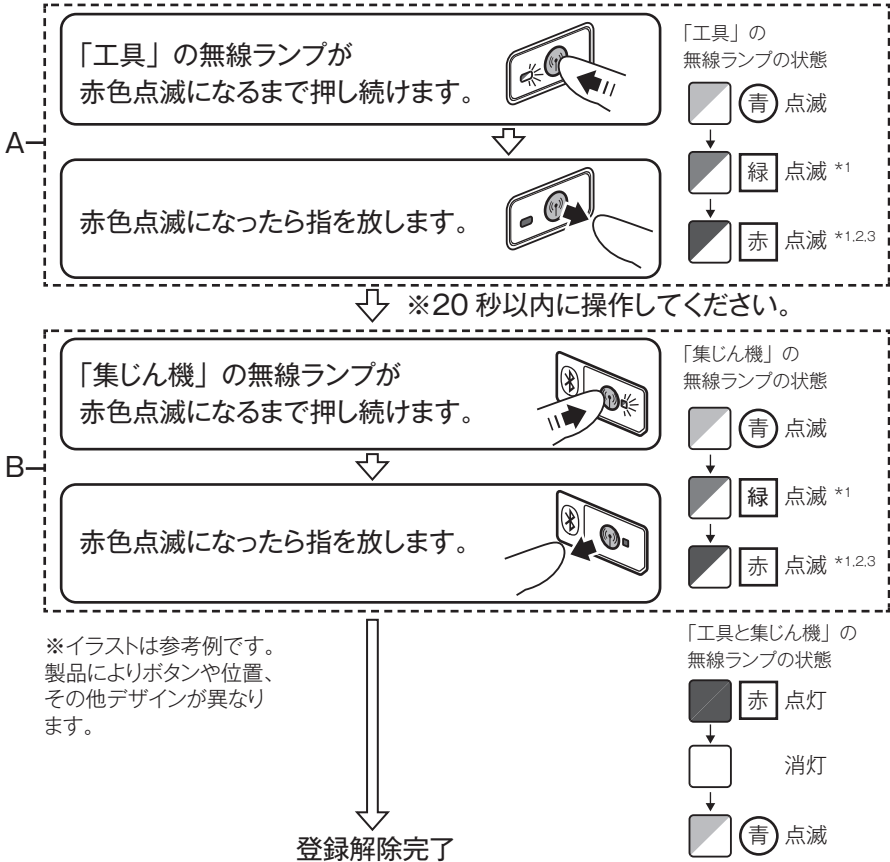 「工具」の無線ランプが
赤色点滅になるまで押し続けます。
「工具」の
無線ランプの状態
青 点滅
緑 点滅 *1
赤 点滅 *1,2,3
A
赤色点滅になったら指を放します。
※20 秒以内に操作してください。
「集じん機」の無線ランプが
赤色点滅になるまで押し続けます。
「集じん機」の
無線ランプの状態
青 点滅
緑 点滅 *1
赤 点滅 *1,2,3
B
赤色点滅になったら指を放します。
※イラストは参考例です。
製品によりボタンや位置、
その他デザインが異なり
ます。
「工具と集じん機」の
無線ランプの状態
赤 点灯
消灯
青 点滅
登録解除完了